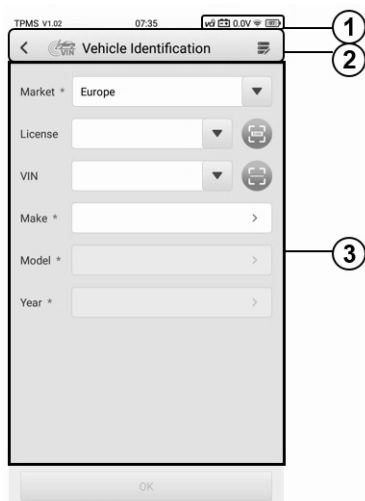 TPMS V1.02 07:35 0.0V
1
VIN Vehicle Identification
2
Market * Europe
License
VIN
Make * >
3
Model * >
Year * >
OK